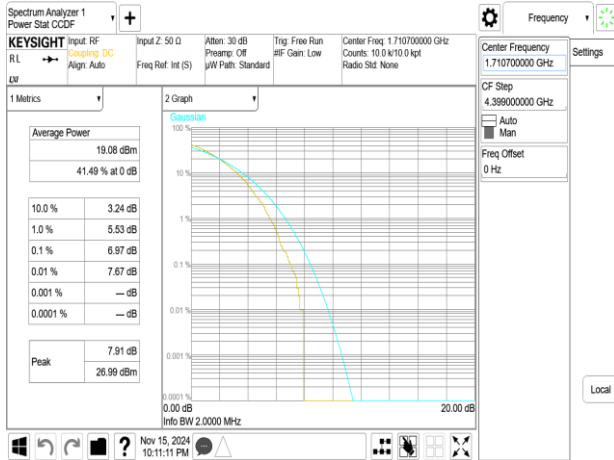 Spectrum Analyzer 1
Power Stat CCDF
Frequency
KEYSIGHT
Input: RF
Coupling: DC
Align: Auto
RL
Input Z: 50 Ω
Freq Ref: Int (S)
Atten: 30 dB
Preamp: Off
µW Path: Standard
Trig: Free Run
#IF Gain: Low
Center Freq: 1.710700000 GHz
Counts: 10.0 k/10.0 kpt
Radio Std: None
Center Frequency
1.710700000 GHz
Settings
CF Step
4.399000000 GHz
Auto
Man
Freq Offset
0 Hz
Local
1 Metrics
Average Power
19.08 dBm
41.49 % at 0 dB
10.0 % 3.24 dB
1.0 % 5.53 dB
0.1 % 6.97 dB
0.01 % 7.67 dB
0.001 % --- dB
0.0001 % --- dB
Peak
7.91 dB
26.99 dBm
2 Graph
Gaussian
100 %
10 %
1 %
0.1 %
0.01 %
0.001 %
0.0001 %
0.00 dB
20.00 dB
Info BW 2.0000 MHz
Nov 15, 2024
10:11:11 PM